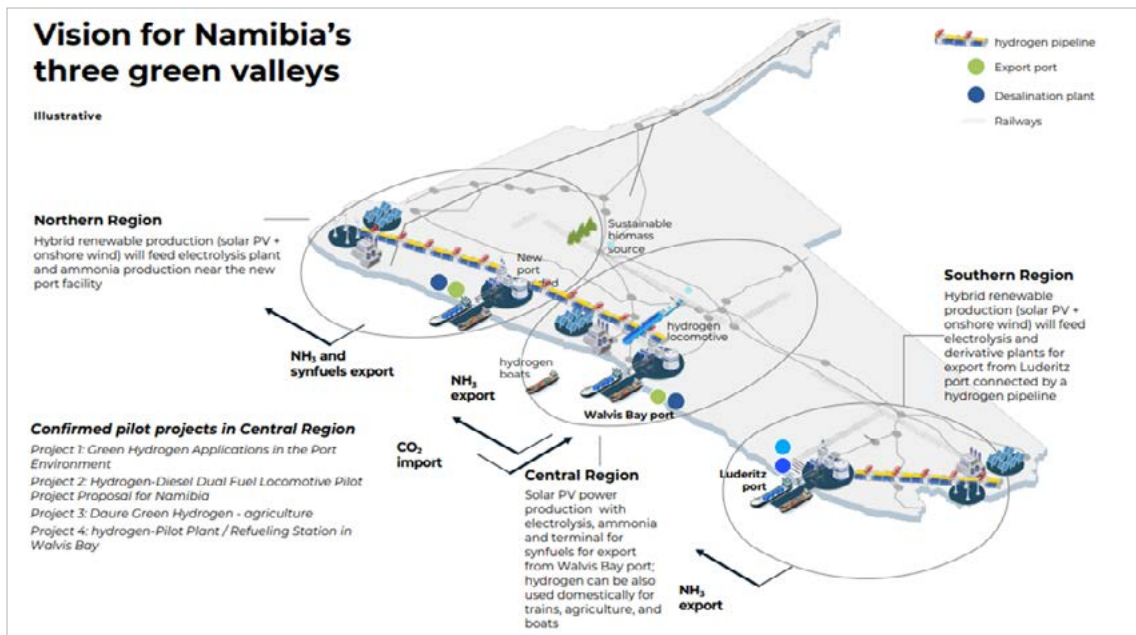 Vision for Namibia's
three green valleys
Illustrative
hydrogen pipeline
Export port
Desalination plant
Railways
Northern Region
Hybrid renewable production (solar PV +
onshore wind) will feed electrolysis plant
and ammonia production near the new
port facility
Sustainable
biomass
source
New
port
hydrogen
locomotive
hydrogen
boats
NH₃ and
synfuels export
NH₃
export
CO₂
import
Walvis Bay port
Southern Region
Hybrid renewable
production (solar PV +
onshore wind) will feed
electrolysis and
derivative plants for
export from Luderitz
port connected by a
hydrogen pipeline
Confirmed pilot projects in Central Region
Project 1: Green Hydrogen Applications in the Port
Environment
Project 2: Hydrogen-Diesel Dual Fuel Locomotive Pilot
Project Proposal for Namibia
Project 3: Daure Green Hydrogen - agriculture
Project 4: hydrogen-Pilot Plant / Refueling Station in
Walvis Bay
Central Region
Solar PV power
production with
electrolysis, ammonia
and terminal for
synfuels for export
from Walvis Bay port;
hydrogen can be also
used domestically for
trains, agriculture, and
boats
Luderitz
port
NH₃
export